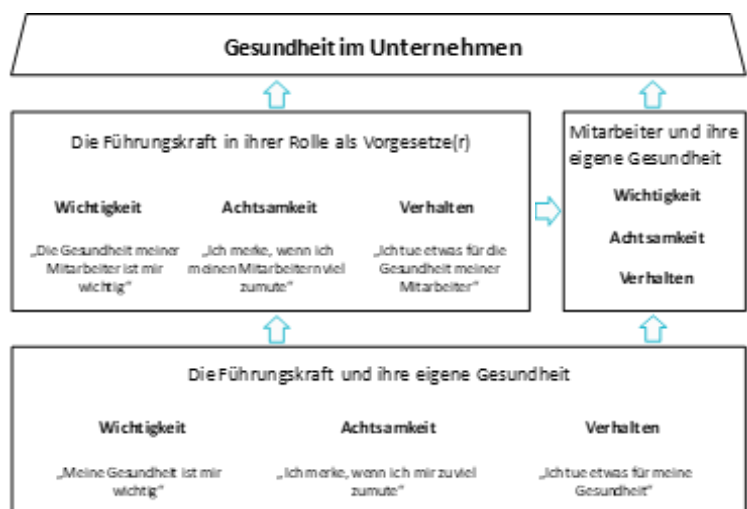 Gesundheit im Unternehmen
Die Führungskraft in ihrer Rolle als Vorgesetze(r)
Wichtigkeit
„Die Gesundheit meiner
Mitarbeiter ist mir
wichtig“
Achtsamkeit
„Ich merke, wenn ich
meinen Mitarbeitern viel
zumute“
Verhalten
„Ich tue etwas für die
Gesundheit meiner
Mitarbeiter“
Mitarbeiter und ihre
eigene Gesundheit
Wichtigkeit
Achtsamkeit
Verhalten
Die Führungskraft und ihre eigene Gesundheit
Wichtigkeit
„Meine Gesundheit ist mir
wichtig“
Achtsamkeit
„Ich merke, wenn ich mir zu viel
zumute“
Verhalten
„Ich tue etwas für meine
Gesundheit“